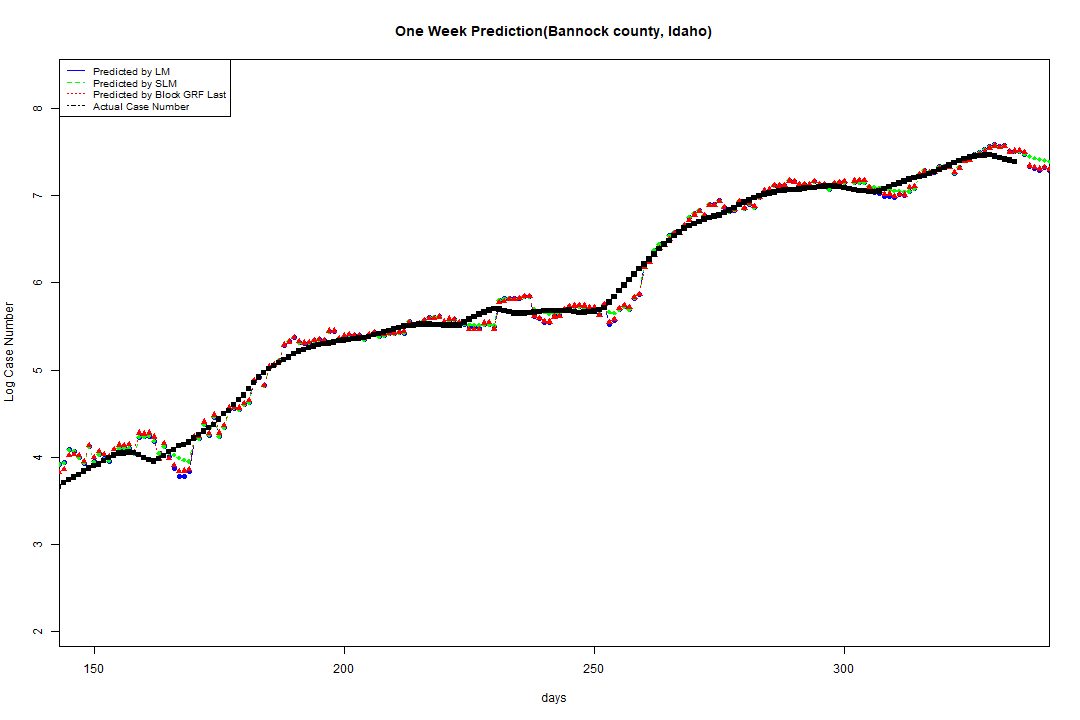 One Week Prediction(Bannock county, Idaho)
Predicted by LM
Predicted by SLM
Predicted by Block GRF Last
Actual Case Number
Log Case Number
8
7
6
5
4
3
2
150 200 250 300
days